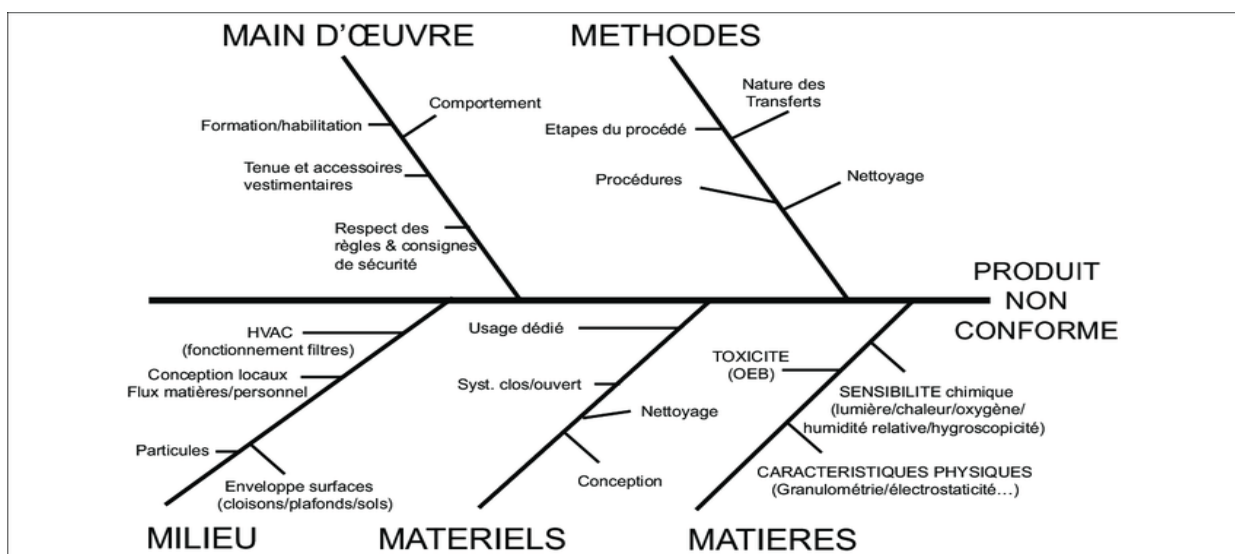 MAIN D'ŒUVRE
METHODES
Comportement
Formation/habilitation
Tenue et accessoires
vestimentaires
Respect des
règles & consignes
de sécurité
Nature des
Transferts
Etapes du procédé
Procédures
Nettoyage
PRODUIT
NON
CONFORME
HVAC
(fonctionnement filtres)
Conception locaux
Flux matières/personnel
Particules
Enveloppe surfaces
(cloisons/plafonds/sols)
Usage dédié
Syst. clos/ouvert
Nettoyage
Conception
TOXICITE
(OEB)
SENSIBILITE chimique
(lumière/chaleur/oxygène/
humidité relative/hygroscopicité)
CARACTERISTIQUES PHYSIQUES
(Granulométrie/électrostaticité...)
MILIEU
MATERIELS
MATIERES